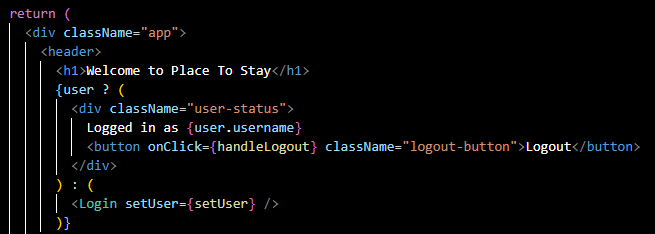 return (
<div className="app">
<header>
<h1>Welcome to Place To Stay</h1>
{user ? (
<div className="user-status">
Logged in as {user.username}
<button onClick={handleLogout} className="logout-button">Logout</button>
</div>
) : (
<Login setUser={setUser} />
)}